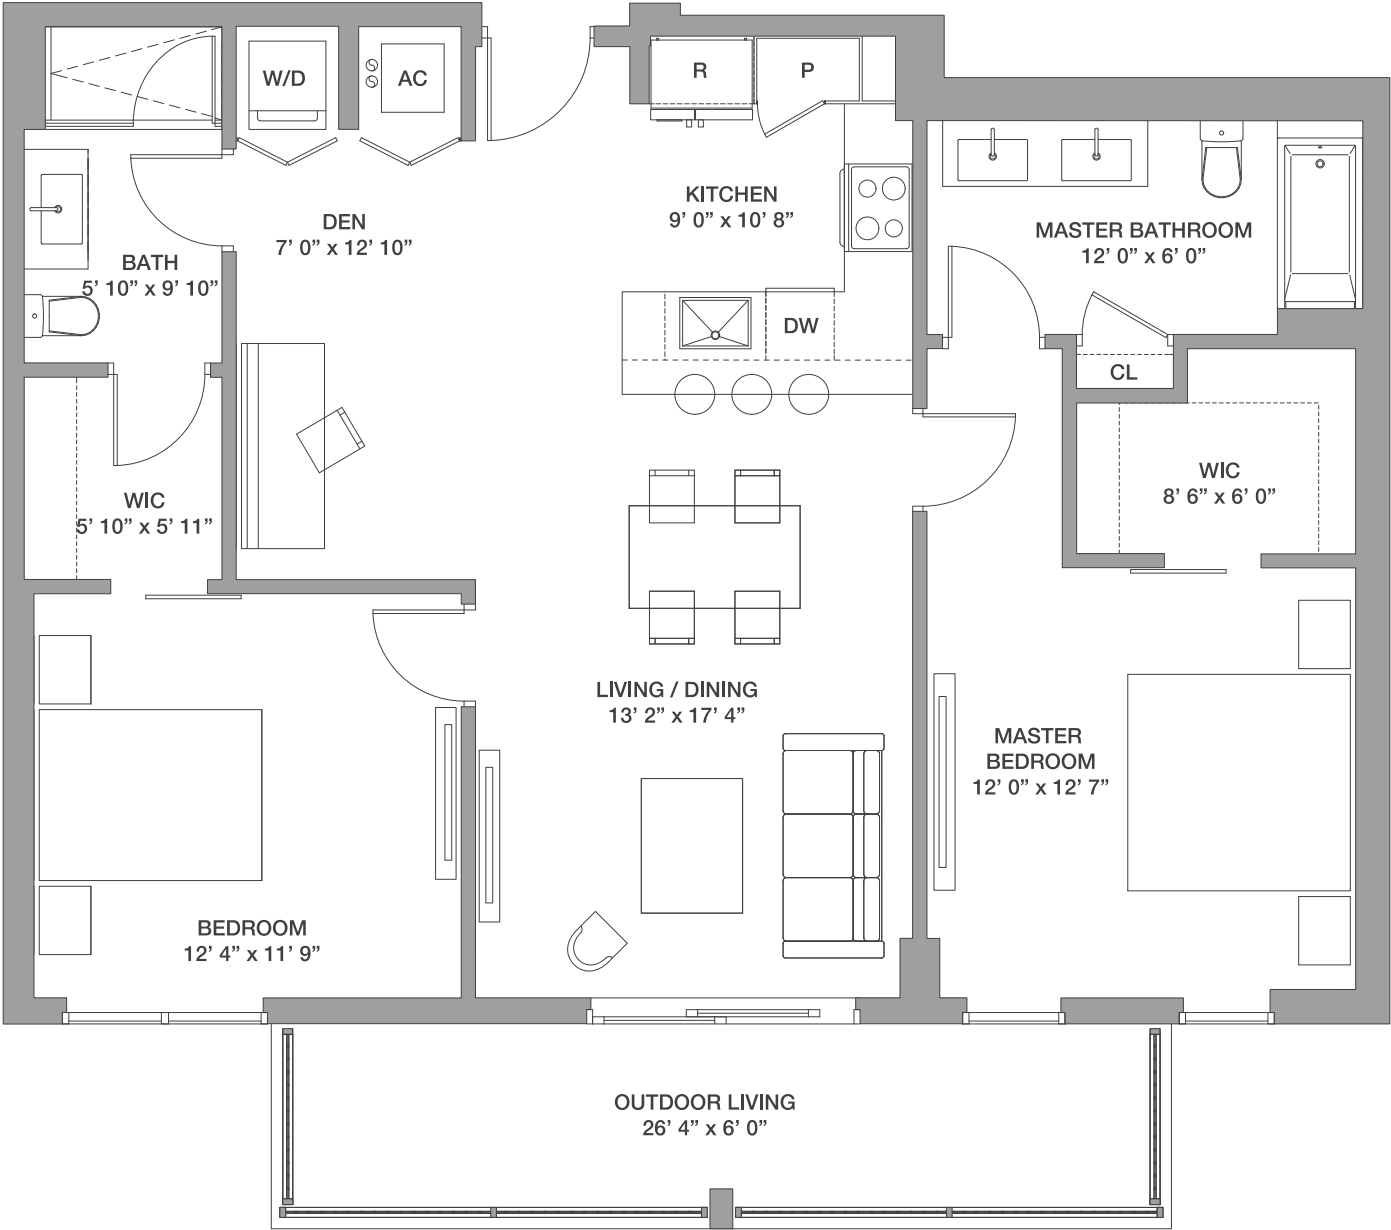 W/D
AC
R
P
KITCHEN
9’ 0” x 10’ 8”
DEN
7’ 0” x 12’ 10”
MASTER BATHROOM
12’ 0” x 6’ 0”
BATH
5’ 10” x 9’ 10”
DW
CL
WIC
8’ 6” x 6’ 0”
WIC
5’ 10” x 5’ 11”
LIVING / DINING
13’ 2” x 17’ 4”
MASTER
BEDROOM
12’ 0” x 12’ 7”
BEDROOM
12’ 4” x 11’ 9”
OUTDOOR LIVING
26’ 4” x 6’ 0”